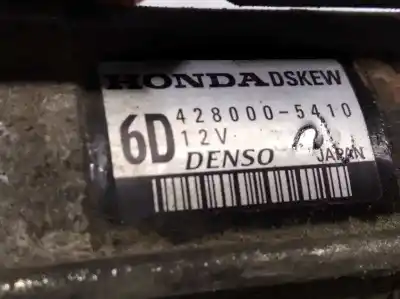 HONDA DSKEW
6D 428000-5410
12V
DENSO JAPAN